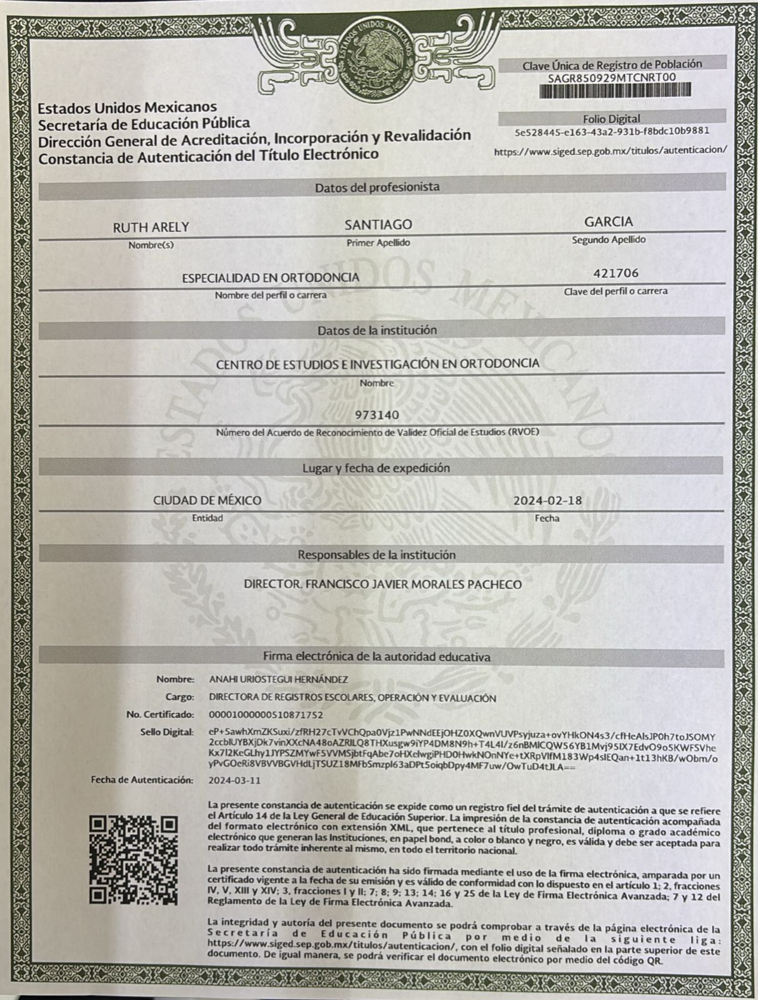 ESTADOS UNIDOS MEXICANOS
Clave Única de Registro de Población
SAGR850929MTCNRT00
Estados Unidos Mexicanos
Secretaría de Educación Pública
Dirección General de Acreditación, Incorporación y Revalidación
Constancia de Autenticación del Título Electrónico
Folio Digital
5e528445-e163-43a2-931b-f8bdc10b9881
https://www.siged.sep.gob.mx/titulos/autenticacion/
Datos del profesionista
RUTH ARELY SANTIAGO GARCIA
Nombre(s) Primer Apellido Segundo Apellido
ESPECIALIDAD EN ORTODONCIA 421706
Nombre del perfil o carrera Clave del perfil o carrera
Datos de la institución
CENTRO DE ESTUDIOS E INVESTIGACIÓN EN ORTODONCIA
Nombre
973140
Número del Acuerdo de Reconocimiento de Validez Oficial de Estudios (RVOE)
Lugar y fecha de expedición
CIUDAD DE MÉXICO 2024-02-18
Entidad Fecha
Responsables de la institución
DIRECTOR. FRANCISCO JAVIER MORALES PACHECO
Firma electrónica de la autoridad educativa
Nombre: ANAHI URIOSTEGUI HERNÁNDEZ
Cargo: DIRECTORA DE REGISTROS ESCOLARES, OPERACIÓN Y EVALUACIÓN
No. Certificado: 00001000000510871752
Sello Digital: eP+SawhXmZKSuxi/zfRH27cTvVChQpa0Vjz1PwNNdEEjOHZ0XQwnVUVPsyjuza+ovYHkON4s3/cfHeAlsJP0h7toJSOMY
2ccblUYBXjDk7vinXXcNA48oAZRILQ8THXusgw9iYP4DM8N9h+T4L4I/z6nBMlCQW56YB1Mvj95IX7EdvO9o5KWFSVhe
Kx7I2KeGLhy1JYPSZMYwF5VVMSjbtFqAbe7oHXelwgiPHD0HwkNOnNYe+tXRpVlfM183Wp4slEQan+1t13hKB/wObm/o
yPvGOeRi8VBVVBGVHdLjTSUZ18MFbSmzpl63aDPt5oiqbDpy4MF7uw/OwTuD4tJLA==
Fecha de Autenticación: 2024-03-11
La presente constancia de autenticación se expide como un registro fiel del trámite de autenticación a que se refiere
el Artículo 14 de la Ley General de Educación Superior. La impresión de la constancia de autenticación acompañada
del formato electrónico con extensión XML, que pertenece al título profesional, diploma o grado académico
electrónico que generan las Instituciones, en papel bond, a color o blanco y negro, es válida y debe ser aceptada para
realizar todo trámite inherente al mismo, en todo el territorio nacional.
La presente constancia de autenticación ha sido firmada mediante el uso de la firma electrónica, amparada por un
certificado vigente a la fecha de su emisión y es válido de conformidad con lo dispuesto en el artículo 1; 2, fracciones
IV, V, XIII y XIV; 3, fracciones I y II; 7; 8; 9; 13; 14; 16 y 25 de la Ley de Firma Electrónica Avanzada; 7 y 12 del
Reglamento de la Ley de Firma Electrónica Avanzada.
La integridad y autoría del presente documento se podrá comprobar a través de la página electrónica de la
Secretaría de Educación Pública por medio de la siguiente liga:
https://www.siged.sep.gob.mx/titulos/autenticacion/, con el folio digital señalado en la parte superior de este
documento. De igual manera, se podrá verificar el documento electrónico por medio del código QR.